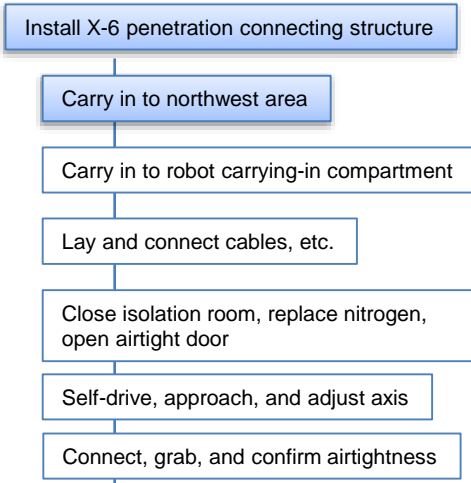 Install X-6 penetration connecting structure
Carry in to northwest area
Carry in to robot carrying-in compartment
Lay and connect cables, etc.
Close isolation room, replace nitrogen,
open airtight door
Self-drive, approach, and adjust axis
Connect, grab, and confirm airtightness